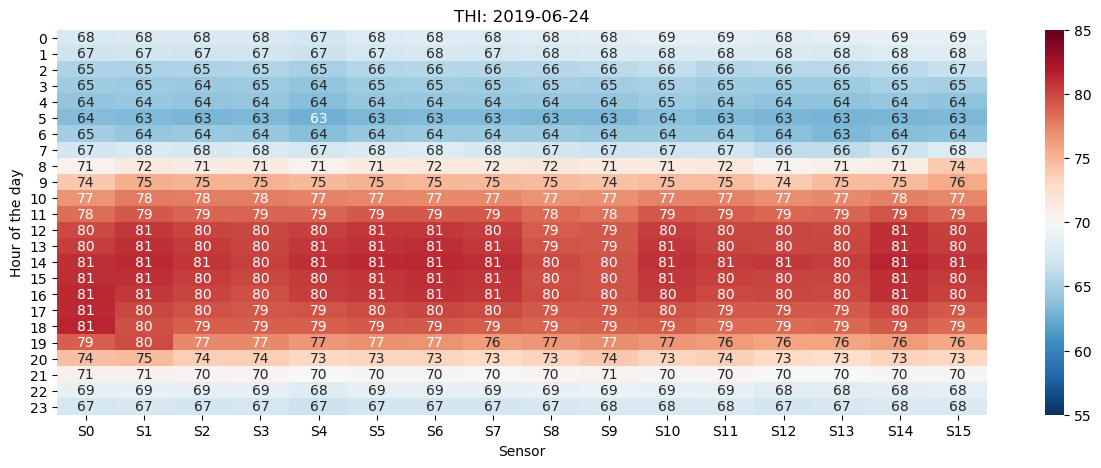 THI: 2019-06-24
0 68 68 68 68 67 68 68 68 68 68 69 69 68 69 69 69
1 67 67 67 67 67 67 68 67 68 68 68 68 68 68 68 68
2 65 65 65 65 65 66 66 66 66 66 66 66 66 66 66 67
3 65 65 64 65 64 65 65 65 65 65 65 65 65 65 65 65
4 64 64 64 64 64 64 64 64 64 64 65 64 64 64 64 64
5 64 63 63 63 63 63 63 63 63 63 64 63 63 63 63 63
6 65 64 64 64 64 64 64 64 64 64 64 64 64 63 64 64
7 67 68 68 68 67 68 68 68 67 67 67 67 66 66 67 68
8 71 72 71 71 71 71 72 72 72 71 71 72 71 71 71 74
9 74 75 75 75 75 75 75 75 75 74 75 75 74 75 75 76
10 77 78 78 78 77 77 77 77 77 77 77 77 77 77 78 77
11 78 79 79 79 79 79 79 79 78 78 79 79 79 79 79 79
12 80 81 80 80 80 81 81 80 79 79 80 80 80 80 81 80
13 80 81 80 80 81 81 81 81 79 79 81 80 80 80 81 80
14 81 81 81 80 81 81 81 81 80 80 81 81 81 80 81 81
15 81 81 80 80 80 81 81 81 80 80 81 80 80 80 81 80
16 81 81 80 80 80 81 81 81 80 80 80 80 80 80 81 80
17 81 80 80 79 79 80 80 80 79 79 80 79 79 79 80 79
18 81 80 79 79 79 79 79 79 79 79 79 79 79 79 79 79
19 79 80 77 77 77 77 77 76 77 77 77 76 76 76 76 76
20 74 75 74 74 73 73 73 73 73 74 73 74 73 73 73 73
21 71 71 70 70 70 70 70 70 70 71 70 70 70 70 70 70
22 69 69 69 69 68 69 69 69 69 69 69 69 68 68 68 68
23 67 67 67 67 67 67 67 67 67 68 68 68 67 67 68 68
S0 S1 S2 S3 S4 S5 S6 S7 S8 S9 S10 S11 S12 S13 S14 S15
Sensor
Hour of the day
85
80
75
70
65
60
55